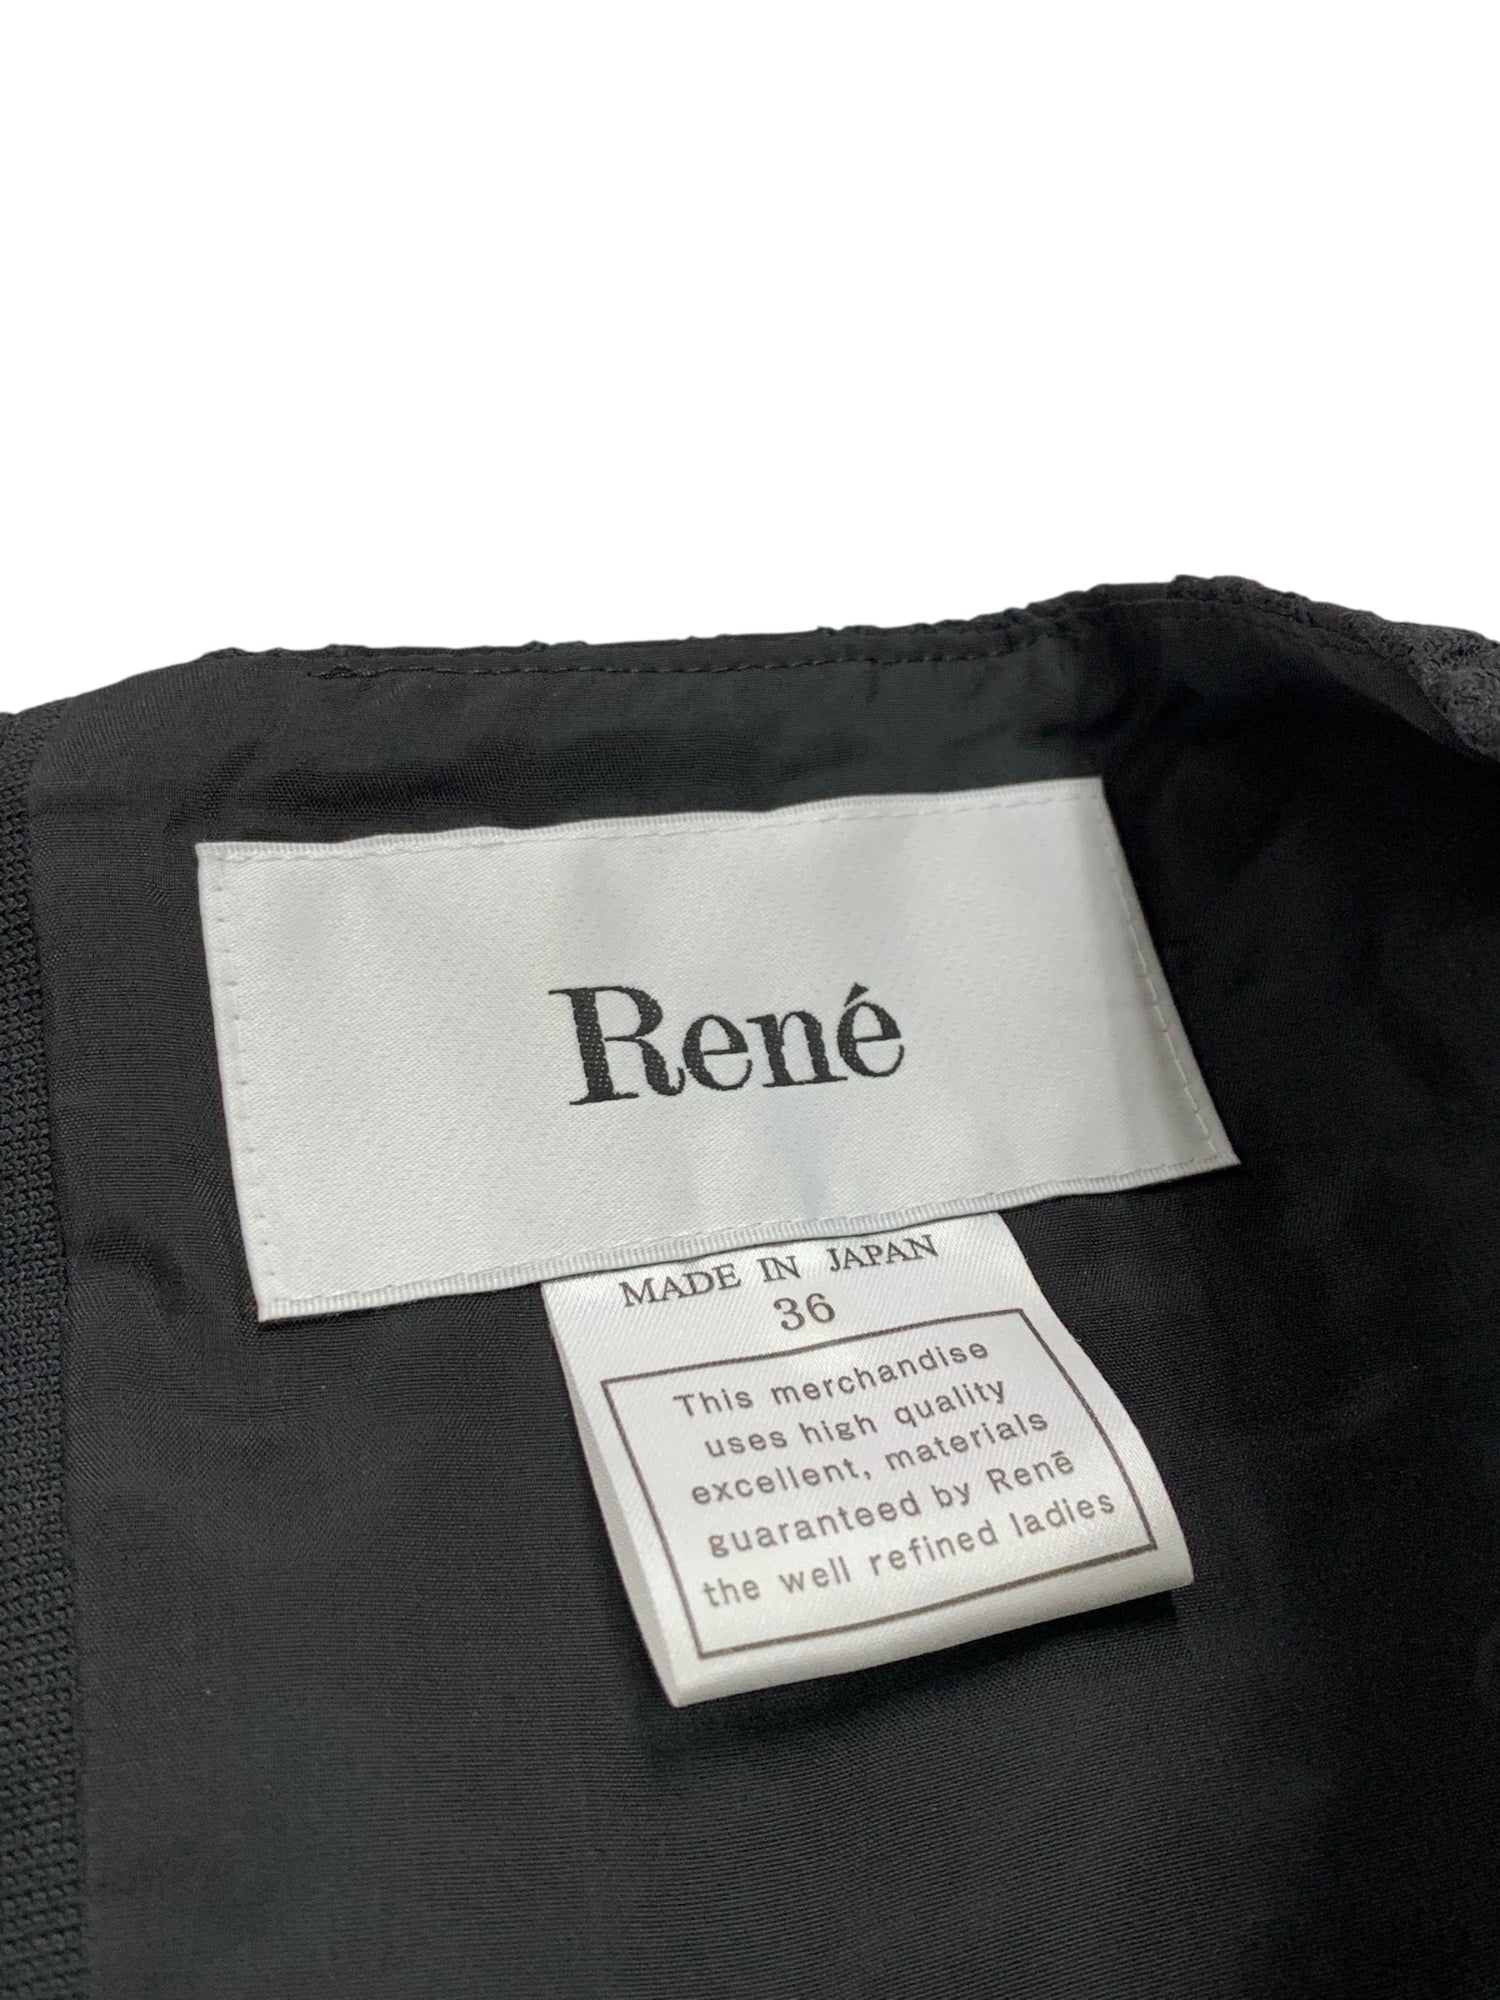 René
MADE IN JAPAN
36
This merchandise
uses high quality
excellent, materials
guaranteed by Renē
the well refined ladies